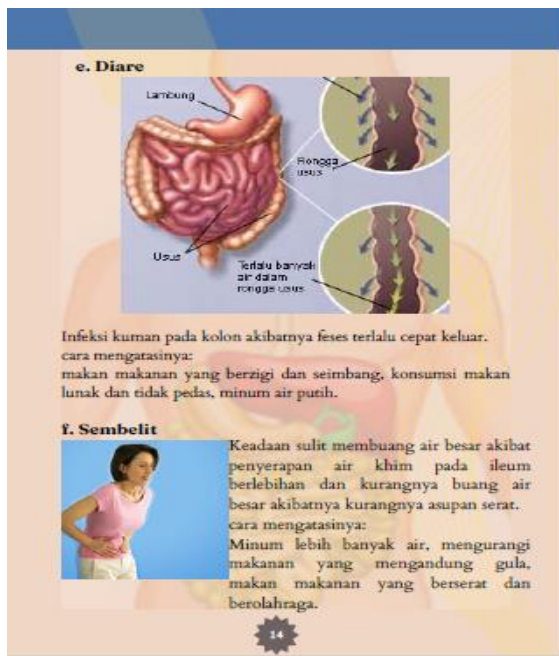 e. Diare
Lambung
Rongga
usus
Usus
Terlalu banyak
air dalam
rongga usus
Infeksi kuman pada kolon akibatnya feses terlalu cepat keluar.
cara mengatasinya:
makan makanan yang berzigi dan seimbang, konsumsi makan
lunak dan tidak pedas, minum air putih.
f. Sembelit
Keadaan sulit membuang air besar akibat
penyerapan air khim pada ileum
berlebihan dan kurangnya buang air
besar akibatnya kurangnya asupan serat.
cara mengatasinya:
Minum lebih banyak air, mengurangi
makanan yang mengandung gula,
makan makanan yang berserat dan
berolahraga.
14